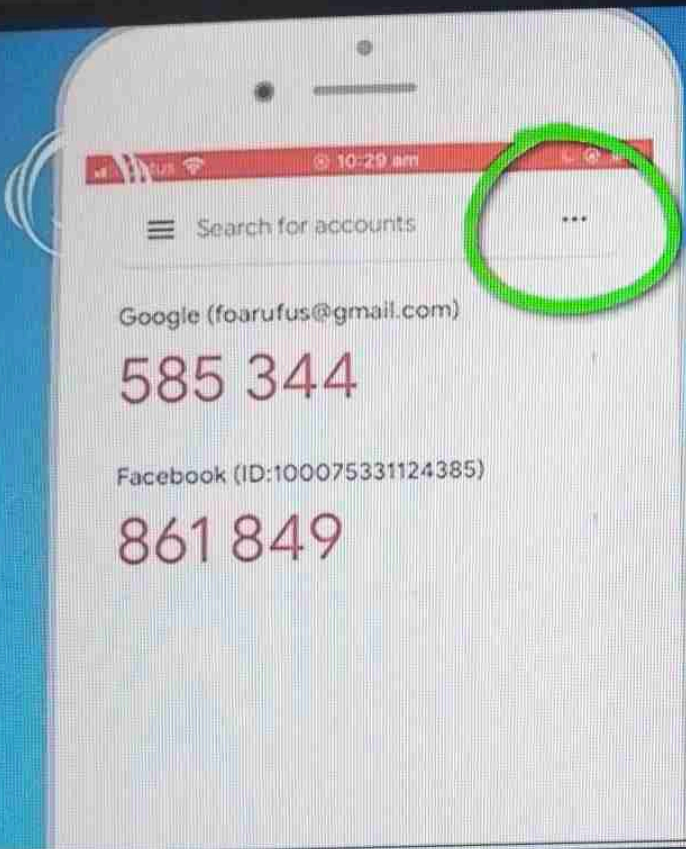 10:29 am
Search for accounts
Google (foarufus@gmail.com)
585 344
Facebook (ID:100075331124385)
861 849